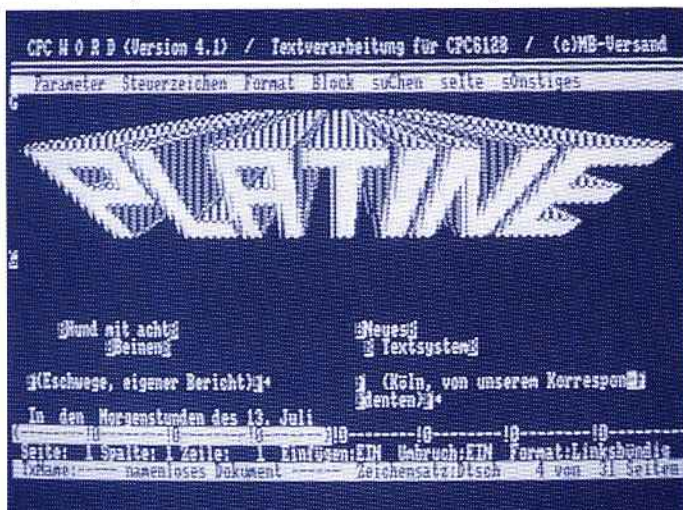 CPC W O R D (Version 4.1) / Textverarbeitung für CPC6128 / (c)MB-Versand
Parameter Steuerzeichen Format Block suChen seIte sOnstiges
G
PLATINE
Hund mit acht
Beinen
Neues
Textsystem
(Eschwege, eigener Bericht)
(Köln, von unserem Korrespon
denten)
In den Morgenstunden des 13. Juli
Seite: 1 Spalte: 1 Zeile: 1 Einfügen:EIN Umbruch:EIN Format:Linksbündig
TxName:----- namenloses Dokument ----- Zeichensatz:Dtsch 4 von 31 Seiten